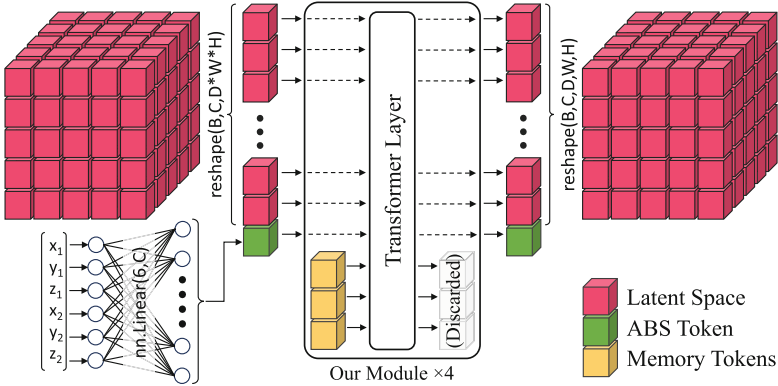 reshape(B,C,D*W*H)
Transformer Layer
reshape(B,C,D,W,H)
x1
y1
z1
x2
y2
z2
nn.Linear(6,C)
(Discarded)
Our Module ×4
Latent Space
ABS Token
Memory Tokens